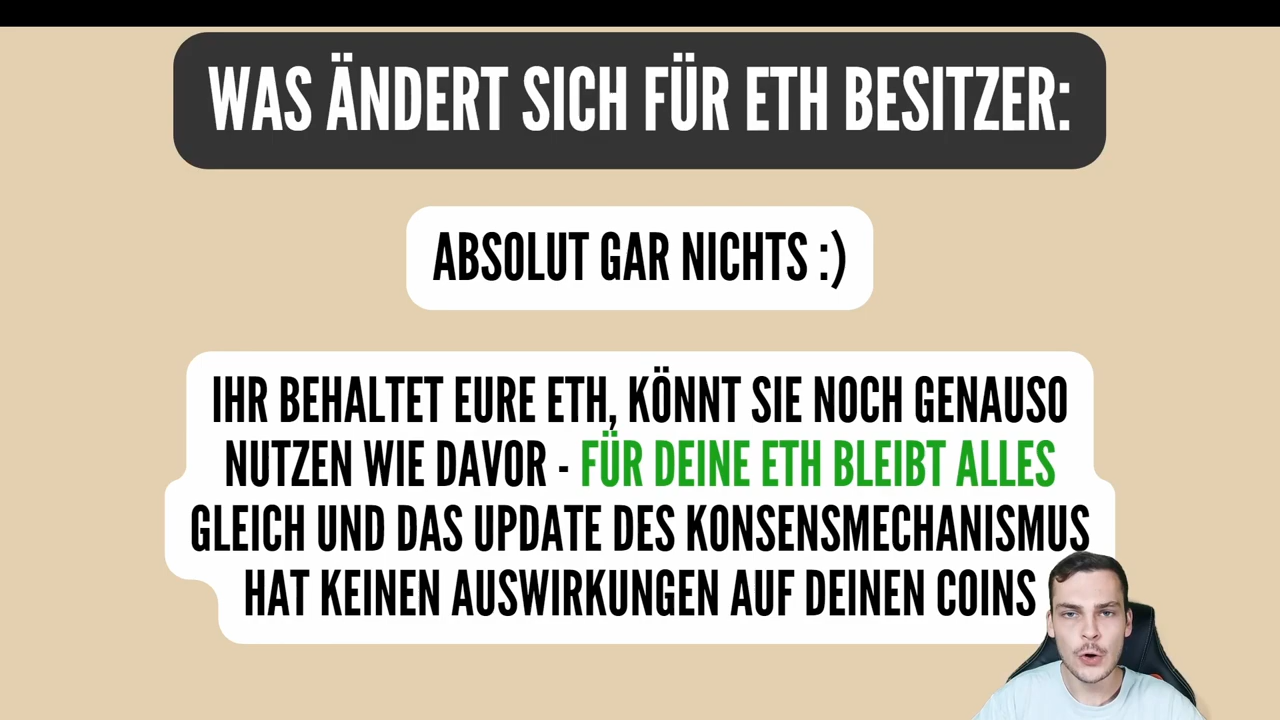 WAS ÄNDERT SICH FÜR ETH BESITZER:
ABSOLUT GAR NICHTS :)
IHR BEHALTET EURE ETH, KÖNNT SIE NOCH GENAUSO
NUTZEN WIE DAVOR - FÜR DEINE ETH BLEIBT ALLES
GLEICH UND DAS UPDATE DES KONSENSMECHANISMUS
HAT KEINEN AUSWIRKUNGEN AUF DEINEN COINS